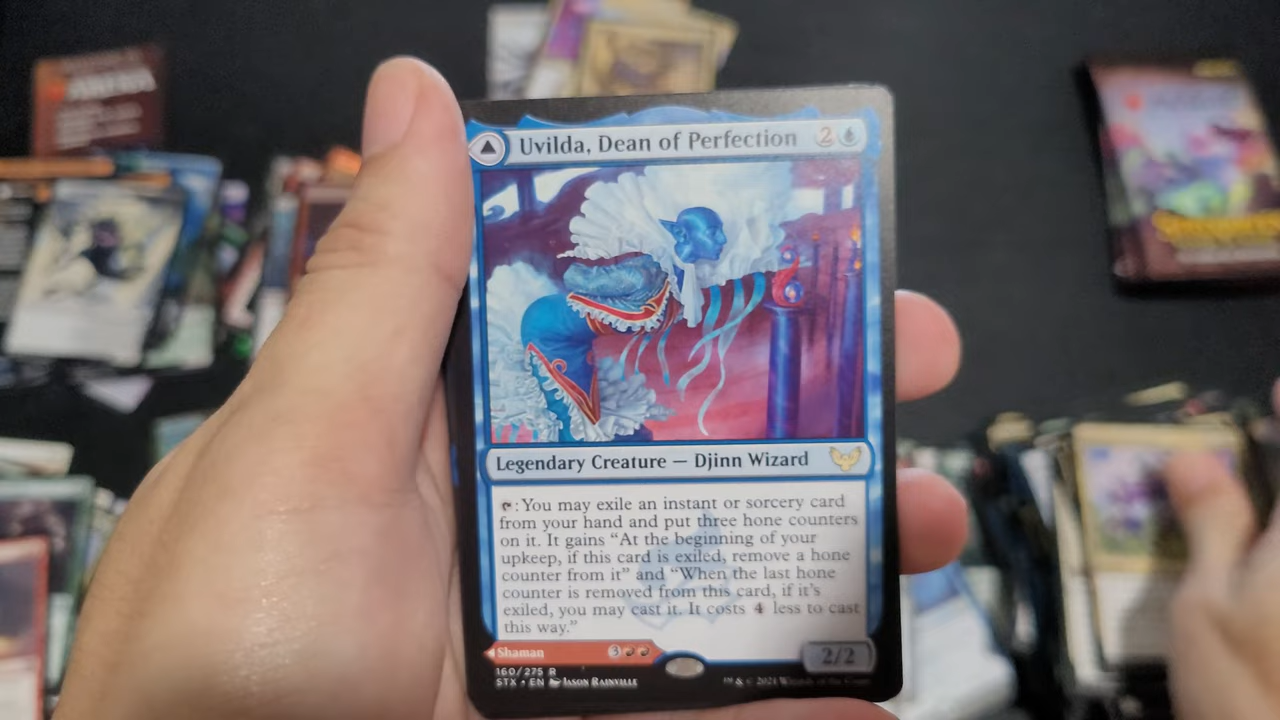 Uvilda, Dean of Perfection 2
Legendary Creature — Djinn Wizard
: You may exile an instant or sorcery card
from your hand and put three hone counters
on it. It gains “At the beginning of your
upkeep, if this card is exiled, remove a hone
counter from it” and “When the last hone
counter is removed from this card, if it's
exiled, you may cast it. It costs 4 less to cast
this way.”
Shaman 3
2/2
160/275 R
STX • EN Jason Rainville ™ & © 2021 Wizards of the Coast